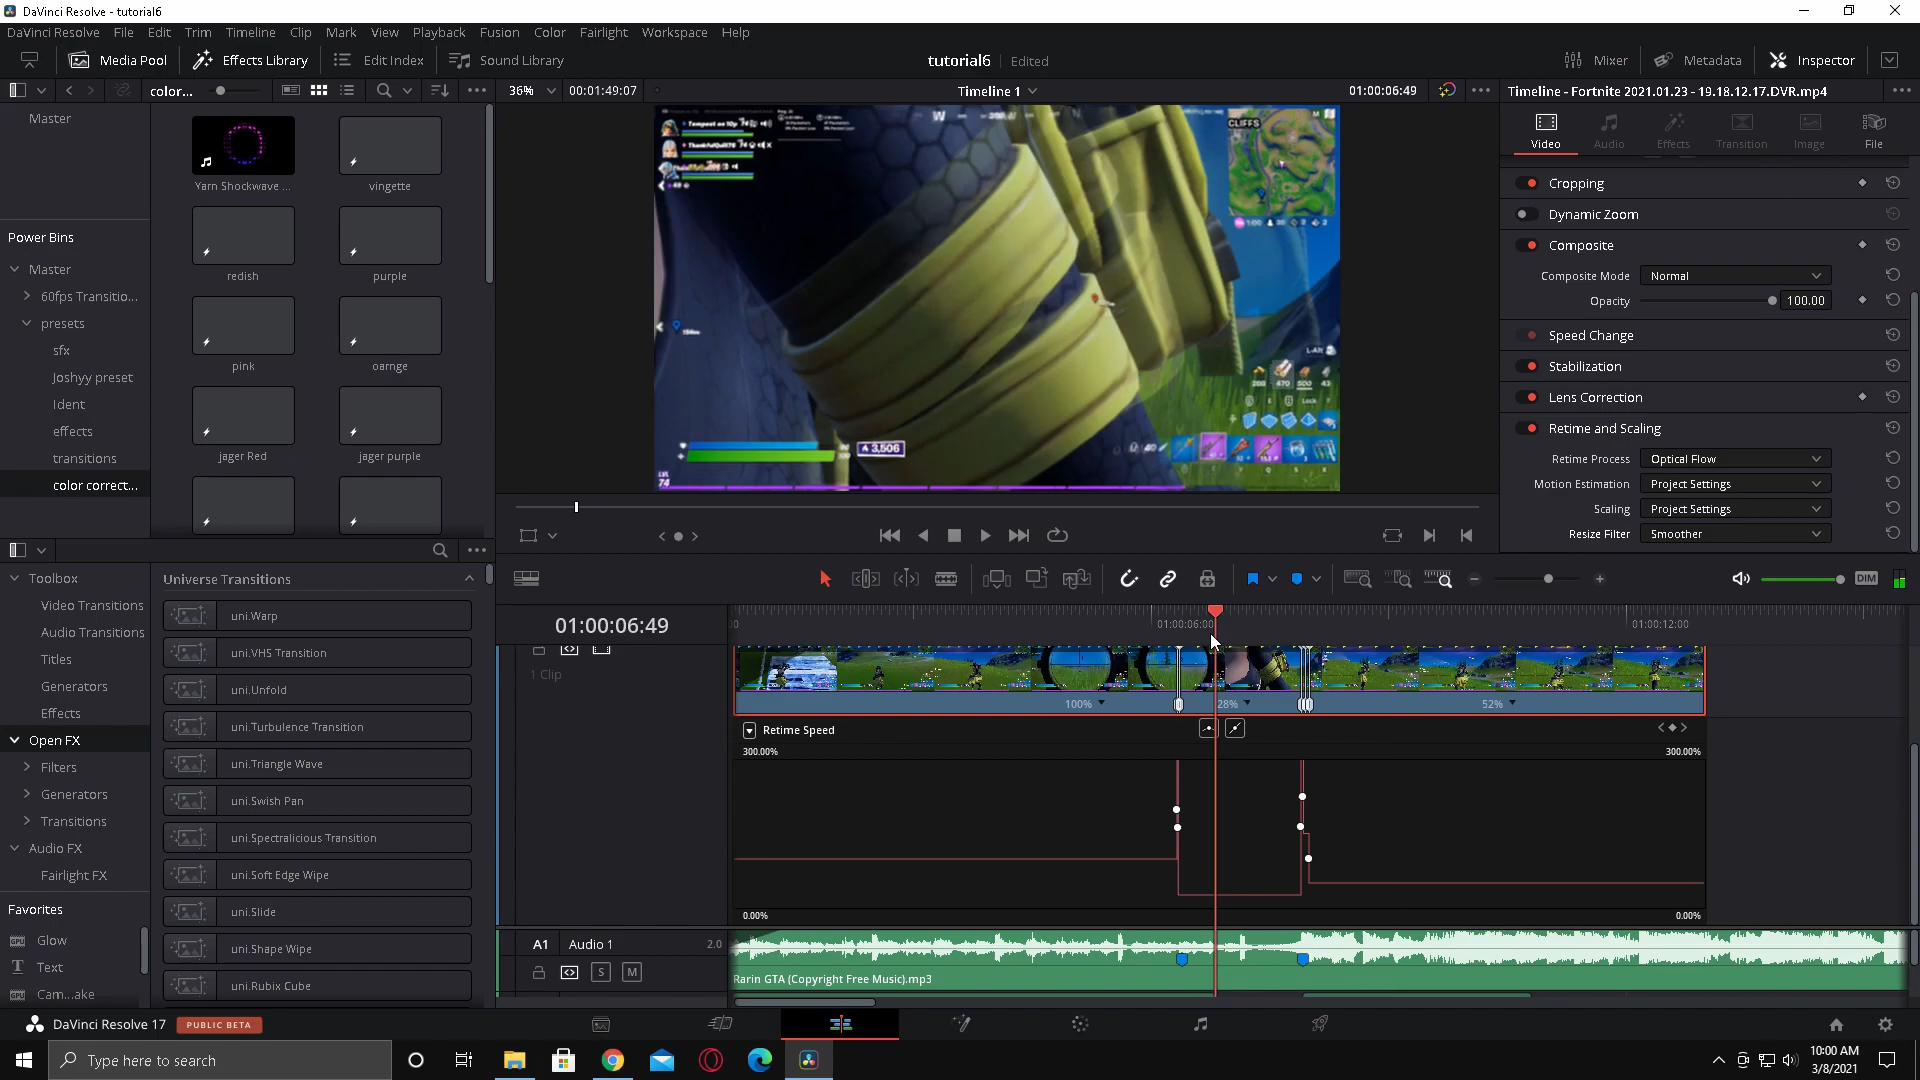 DaVinci Resolve - tutorial6
DaVinci Resolve File Edit Trim Timeline Clip Mark View Playback Fusion Color Fairlight Workspace Help
Media Pool Effects Library Edit Index Sound Library
tutorial6 Edited
Mixer Metadata Inspector
color...
36% 00:01:49:07 Timeline 1 01:00:06:49
Timeline - Fortnite 2021.01.23 - 19.18.12.17.DVR.mp4
Master
Yarn Shockwave ... vingette
redish purple
pink oarnge
jager Red jager purple
Power Bins
Master
60fps Transitio...
presets
sfx
Joshyy preset
Ident
effects
transitions
color correct...
CLIFFS
3,506
LVL
74
Video Audio Effects Transition Image File
Cropping
Dynamic Zoom
Composite
Composite Mode Normal
Opacity 100.00
Speed Change
Stabilization
Lens Correction
Retime and Scaling
Retime Process Optical Flow
Motion Estimation Project Settings
Scaling Project Settings
Resize Filter Smoother
Toolbox
Video Transitions
Audio Transitions
Titles
Generators
Effects
Open FX
Filters
Generators
Transitions
Audio FX
Fairlight FX
Favorites
Glow
Text
Cam...ake
Universe Transitions
uni.Warp
uni.VHS Transition
uni.Unfold
uni.Turbulence Transition
uni.Triangle Wave
uni.Swish Pan
uni.Spectralicious Transition
uni.Soft Edge Wipe
uni.Slide
uni.Shape Wipe
uni.Rubix Cube
DIM
01:00:06:49
01:00:06:00 01:00:12:00
1 Clip
100% 28% 52%
Retime Speed
300.00% 300.00%
0.00% 0.00%
A1 Audio 1 2.0
S M
Rarin GTA (Copyright Free Music).mp3
DaVinci Resolve 17 PUBLIC BETA
Type here to search
10:00 AM
3/8/2021